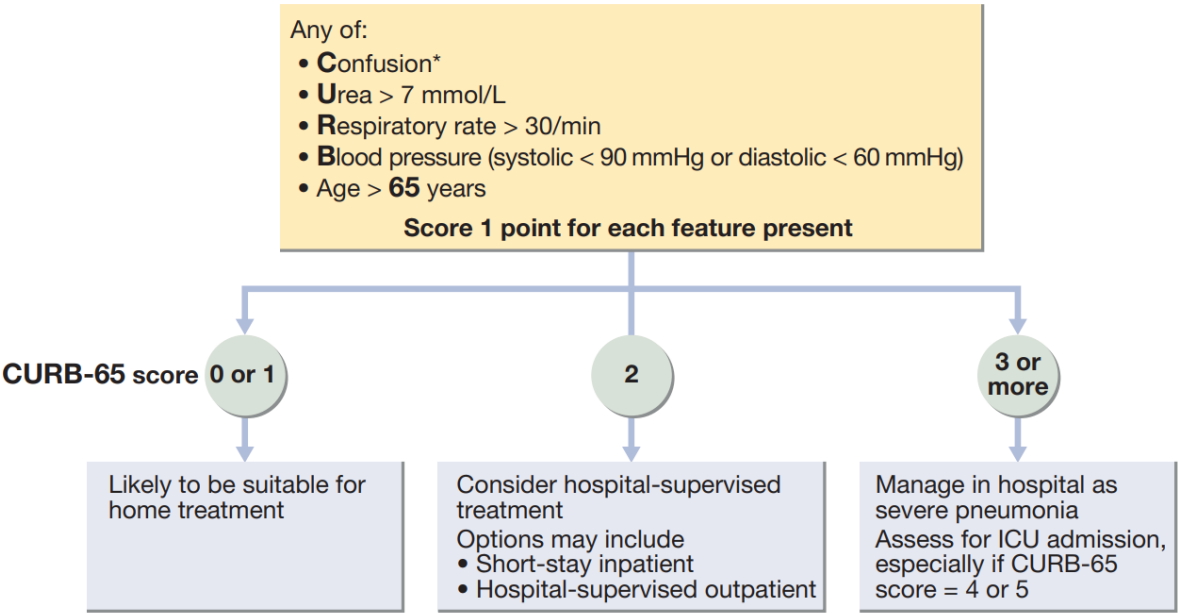 Any of:
• Confusion*
• Urea > 7 mmol/L
• Respiratory rate > 30/min
• Blood pressure (systolic < 90 mmHg or diastolic < 60 mmHg)
• Age > 65 years
Score 1 point for each feature present
CURB-65 score
0 or 1
2
3 or
more
Likely to be suitable for
home treatment
Consider hospital-supervised
treatment
Options may include
• Short-stay inpatient
• Hospital-supervised outpatient
Manage in hospital as
severe pneumonia
Assess for ICU admission,
especially if CURB-65
score = 4 or 5